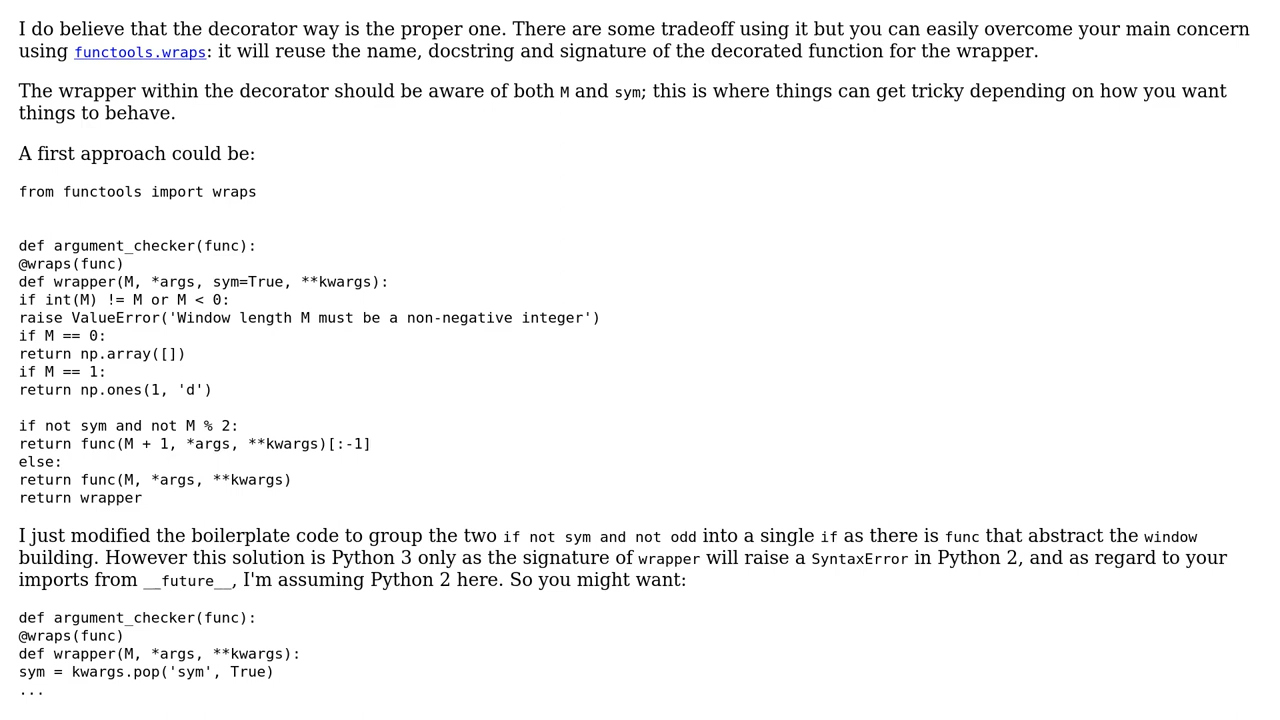 I do believe that the decorator way is the proper one. There are some tradeoff using it but you can easily overcome your main concern
using functools.wraps: it will reuse the name, docstring and signature of the decorated function for the wrapper.
The wrapper within the decorator should be aware of both M and sym; this is where things can get tricky depending on how you want
things to behave.
A first approach could be:
from functools import wraps
def argument_checker(func):
@wraps(func)
def wrapper(M, *args, sym=True, **kwargs):
if int(M) != M or M < 0:
raise ValueError('Window length M must be a non-negative integer')
if M == 0:
return np.array([])
if M == 1:
return np.ones(1, 'd')
if not sym and not M % 2:
return func(M + 1, *args, **kwargs)[:-1]
else:
return func(M, *args, **kwargs)
return wrapper
I just modified the boilerplate code to group the two if not sym and not odd into a single if as there is func that abstract the window
building. However this solution is Python 3 only as the signature of wrapper will raise a SyntaxError in Python 2, and as regard to your
imports from __future__, I'm assuming Python 2 here. So you might want:
def argument_checker(func):
@wraps(func)
def wrapper(M, *args, **kwargs):
sym = kwargs.pop('sym', True)
...